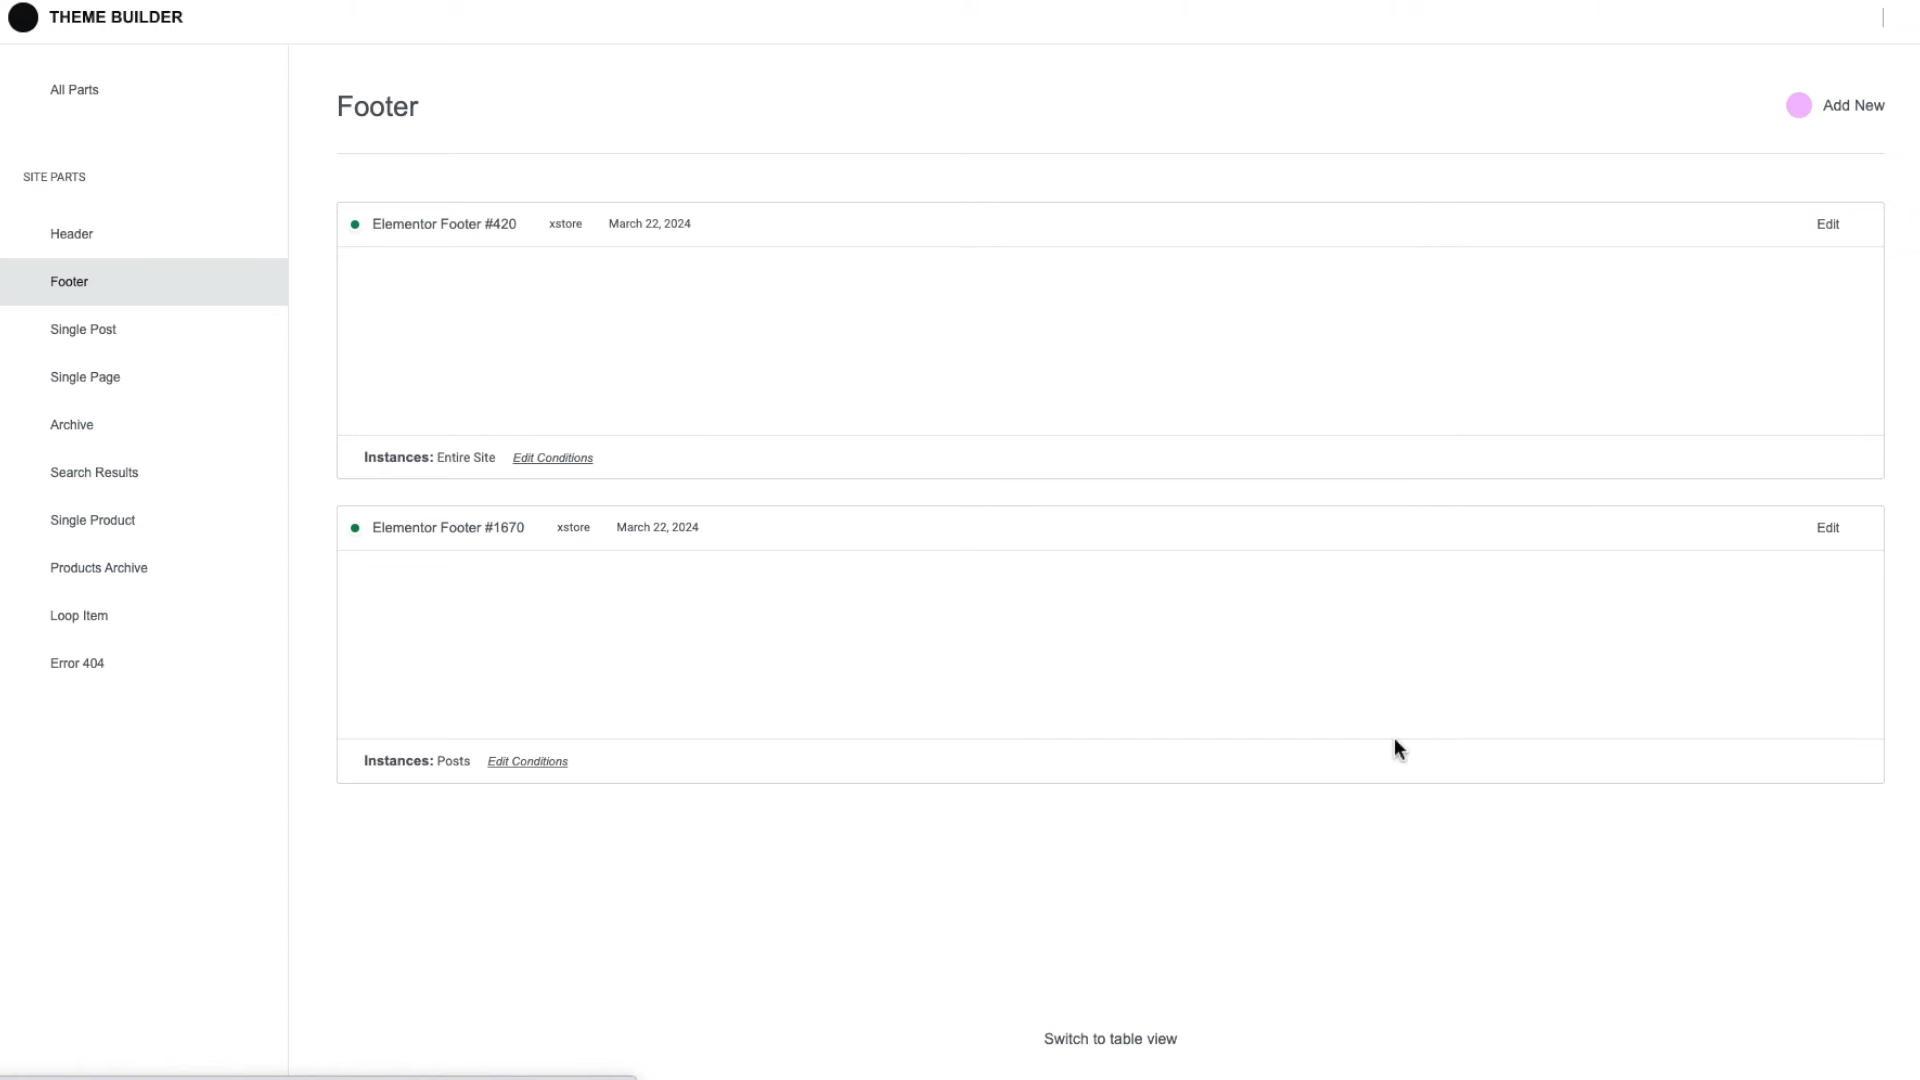 THEME BUILDER
All Parts
SITE PARTS
Header
Footer
Single Post
Single Page
Archive
Search Results
Single Product
Products Archive
Loop Item
Error 404
Footer
Add New
Elementor Footer #420 xstore March 22, 2024 Edit
Instances: Entire Site Edit Conditions
Elementor Footer #1670 xstore March 22, 2024 Edit
Instances: Posts Edit Conditions
Switch to table view